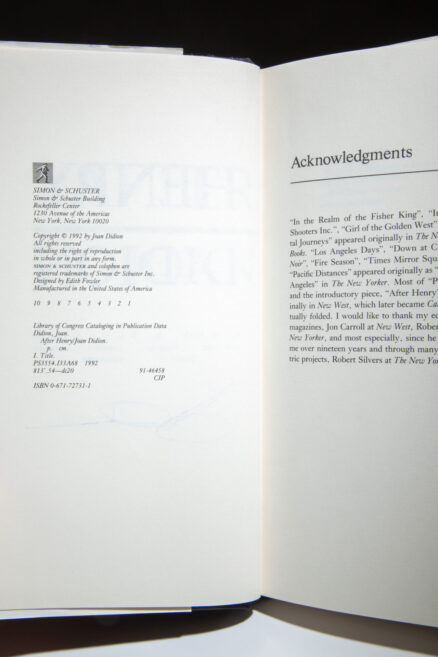 SIMON & SCHUSTER
Simon & Schuster Building
Rockefeller Center
1230 Avenue of the Americas
New York, New York 10020
Copyright © 1992 by Joan Didion
All rights reserved
including the right of reproduction
in whole or in part in any form.
SIMON & SCHUSTER and colophon are
registered trademarks of Simon & Schuster Inc.
Designed by Edith Fowler
Manufactured in the United States of America
10 9 8 7 6 5 4 3 2 1
Library of Congress Cataloging in Publication Data
Didion, Joan.
After Henry/Joan Didion.
p. cm.
I. Title.
PS3554.I33A68 1992
813'.54—dc20 91-46458
CIP
ISBN 0-671-72731-1
Acknowledgments
"In the Realm of the Fisher King", "I
Shooters Inc.", "Girl of the Golden West"
tal Journeys" appeared originally in The Ne
Books. "Los Angeles Days", "Down at C
Noir", "Fire Season", "Times Mirror Squ
"Pacific Distances" appeared originally as "
Angeles" in The New Yorker. Most of "P
and the introductory piece, "After Henry"
inally in New West, which later became Ca
tually folded. I would like to thank my ed
magazines, Jon Carroll at New West, Rober
Yorker, and most especially, since he
me over nineteen years and through many
tric projects, Robert Silvers at The New Yor